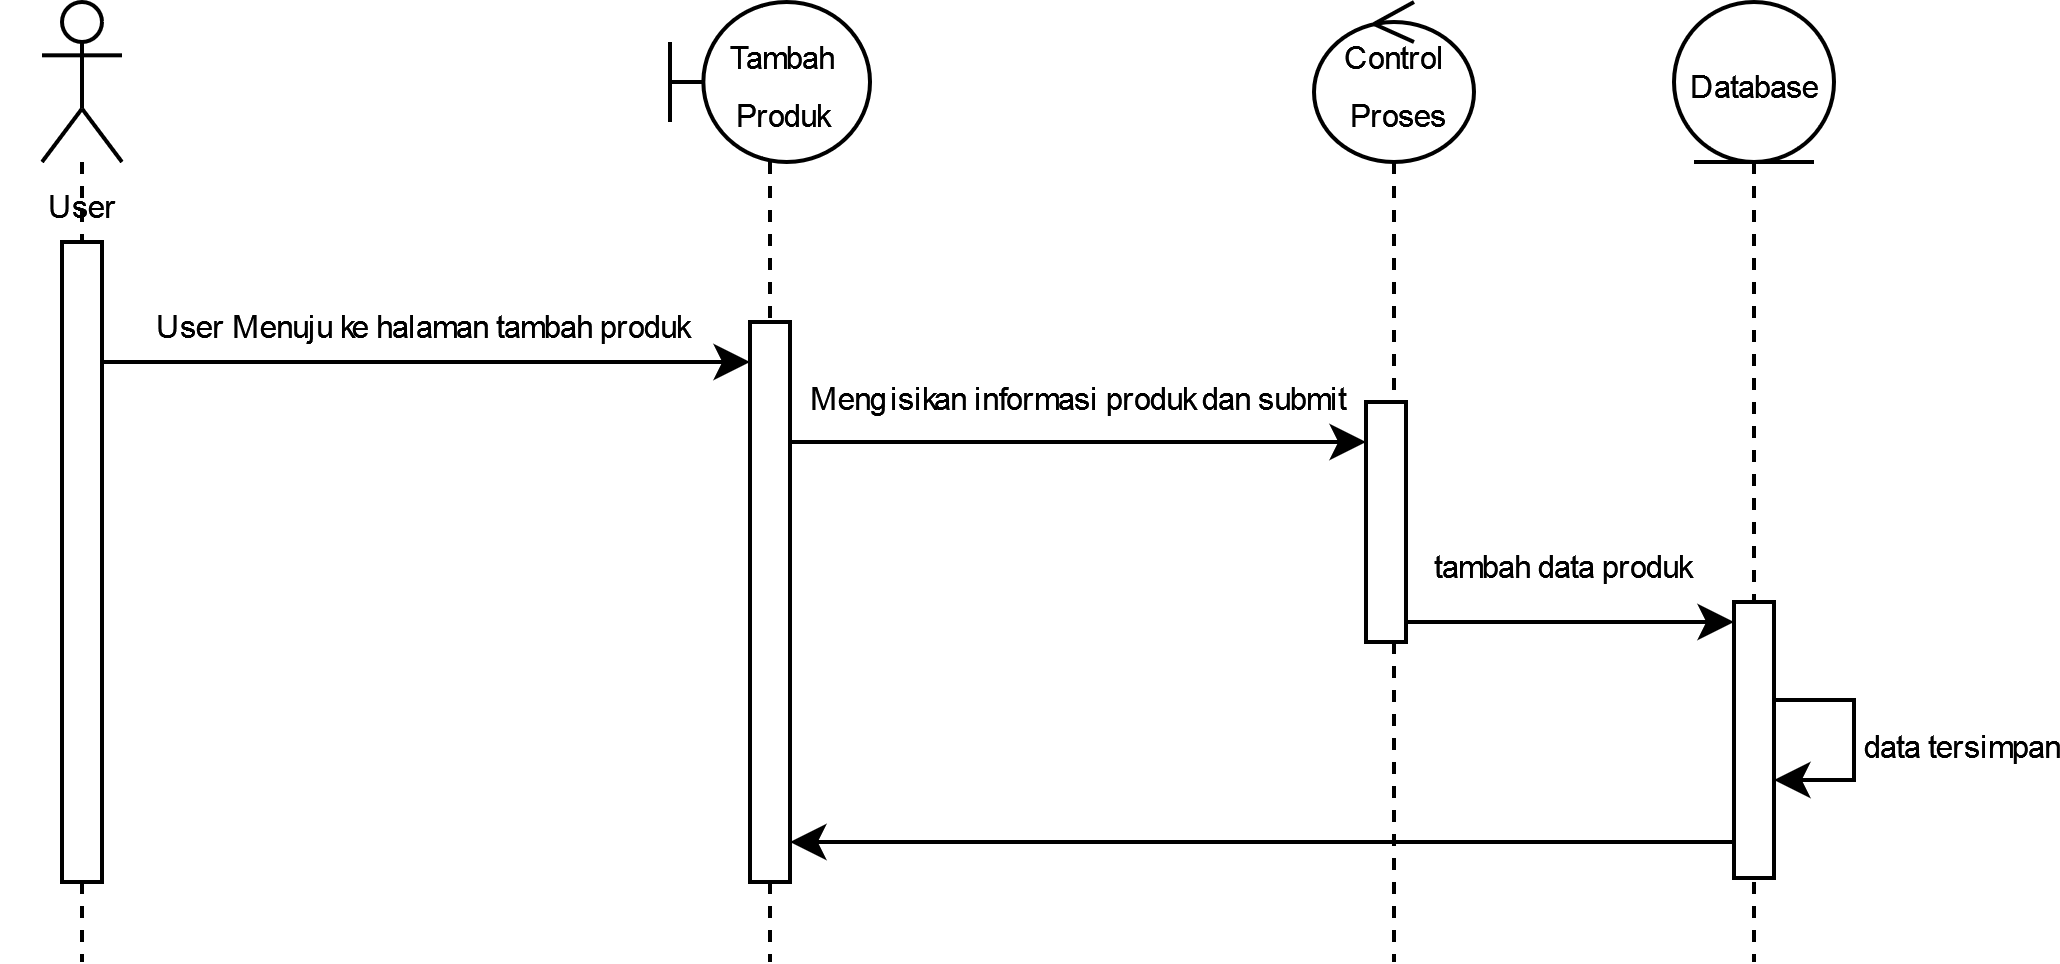 Tambah
Produk
Control
Proses
Database
User
User Menuju ke halaman tambah produk
Mengisikan informasi produk dan submit
tambah data produk
data tersimpan